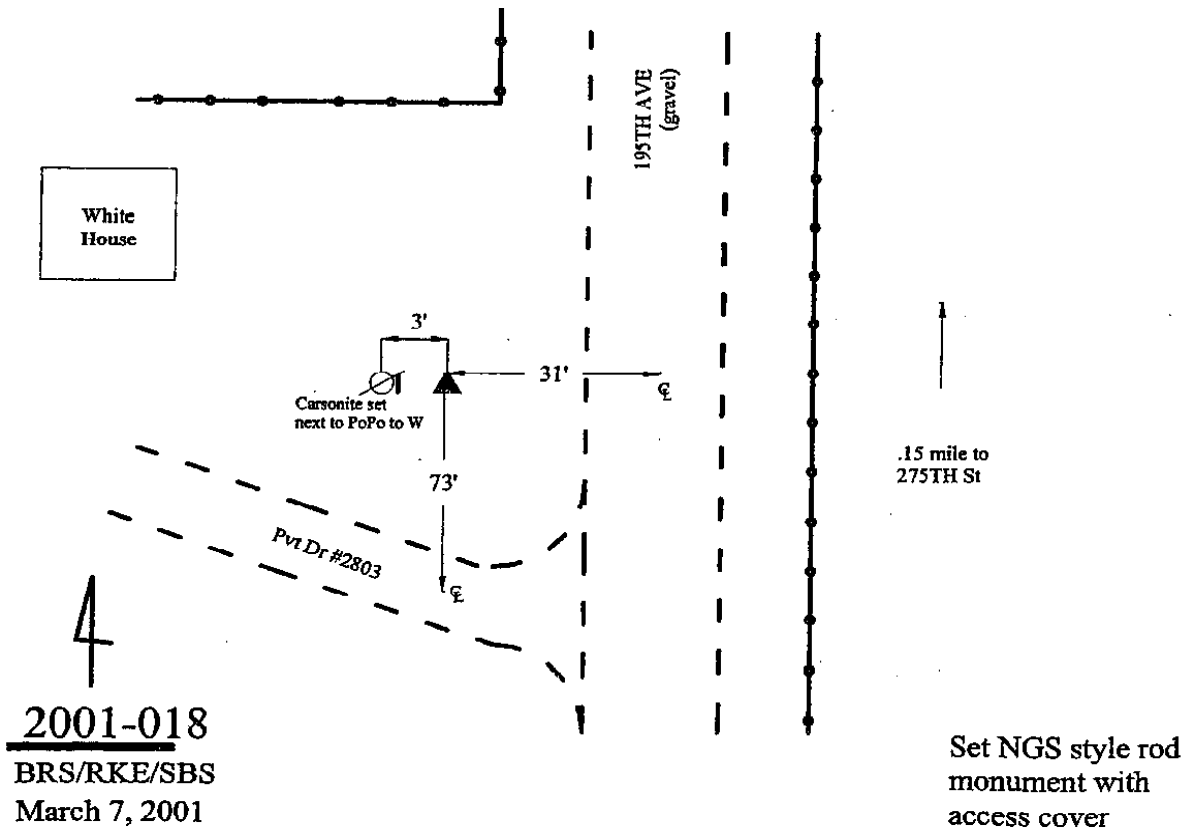 195TH AVE
(gravel)
White
House
3'
31'
℄
Carsonite set
next to PoPo to W
73'
.15 mile to
275TH St
Pvt Dr #2803
℄
2001-018
BRS/RKE/SBS
March 7, 2001
Set NGS style rod
monument with
access cover